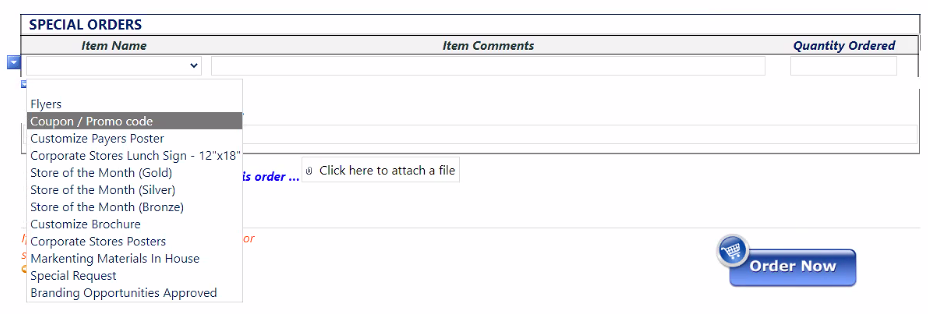 SPECIAL ORDERS
Item Name Item Comments Quantity Ordered
Flyers
Coupon / Promo code
Customize Payers Poster
Corporate Stores Lunch Sign - 12"x18"
Store of the Month (Gold)
is order ... Click here to attach a file
Store of the Month (Silver)
Store of the Month (Bronze)
Customize Brochure
Corporate Stores Posters
or
Markenting Materials In House
Special Request
Branding Opportunities Approved
Order Now